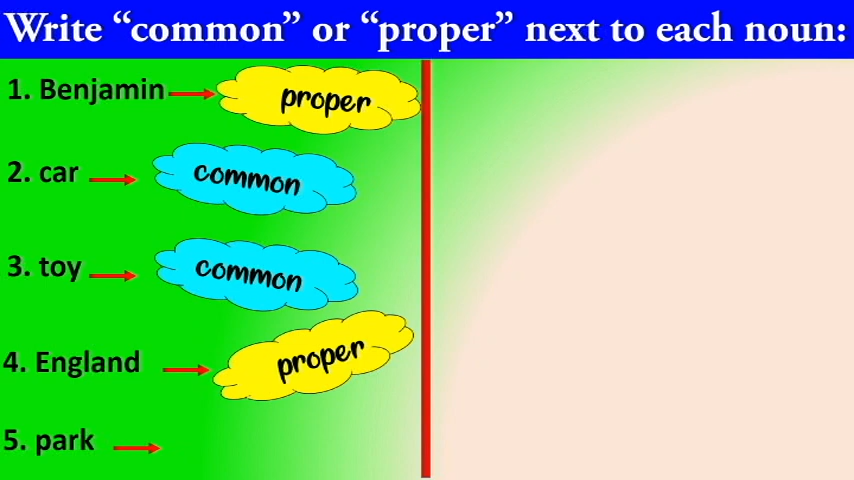 Write “common” or “proper” next to each noun:
1. Benjamin proper
2. car common
3. toy common
4. England proper
5. park